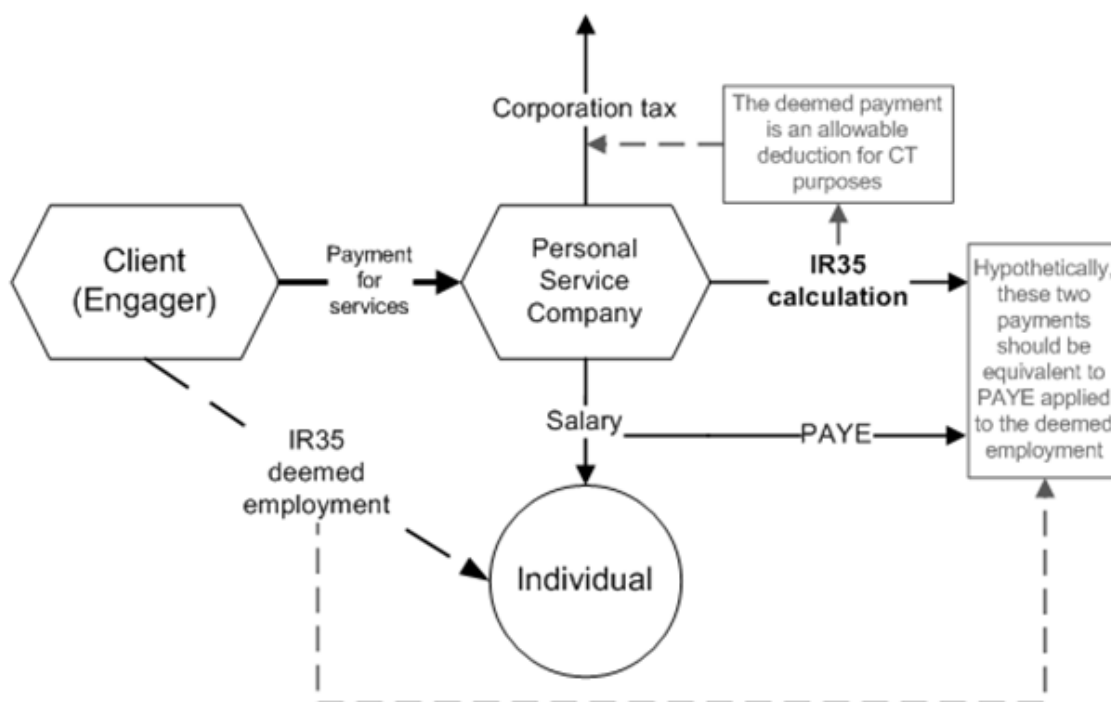 Corporation tax
The deemed payment
is an allowable
deduction for CT
purposes
Client
(Engager)
Payment
for
services
Personal
Service
Company
IR35
calculation
Hypothetically,
these two
payments
should be
equivalent to
PAYE applied
to the deemed
employment
Salary
PAYE
IR35
deemed
employment
Individual